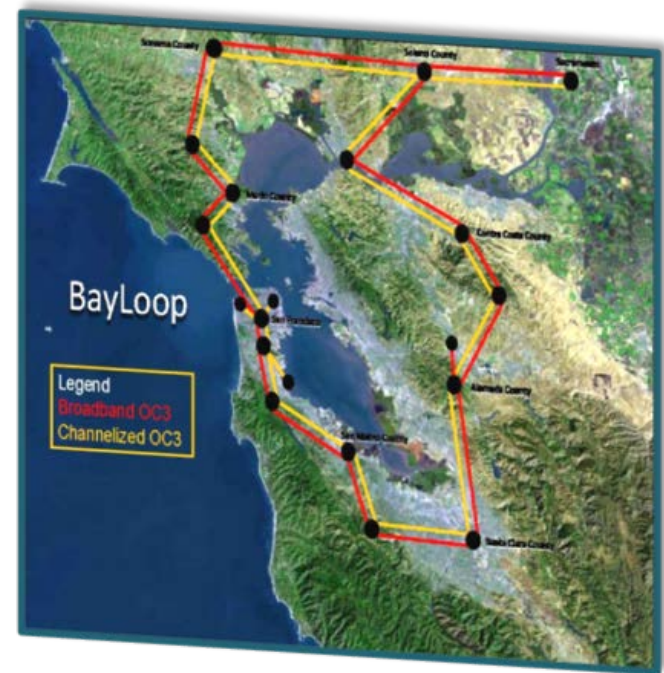 Sonoma County
Solano County
Sacramento
Marin County
Contra Costa County
BayLoop
San Francisco
Legend
Broadband OC3
Channelized OC3
Alameda County
San Mateo County
Santa Clara County